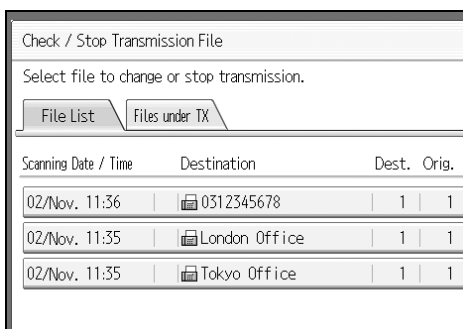 Check / Stop Transmission File
Select file to change or stop transmission.
File List Files under TX
Scanning Date / Time Destination Dest. Orig.
02/Nov. 11:36 0312345678 1 1
02/Nov. 11:35 London Office 1 1
02/Nov. 11:35 Tokyo Office 1 1